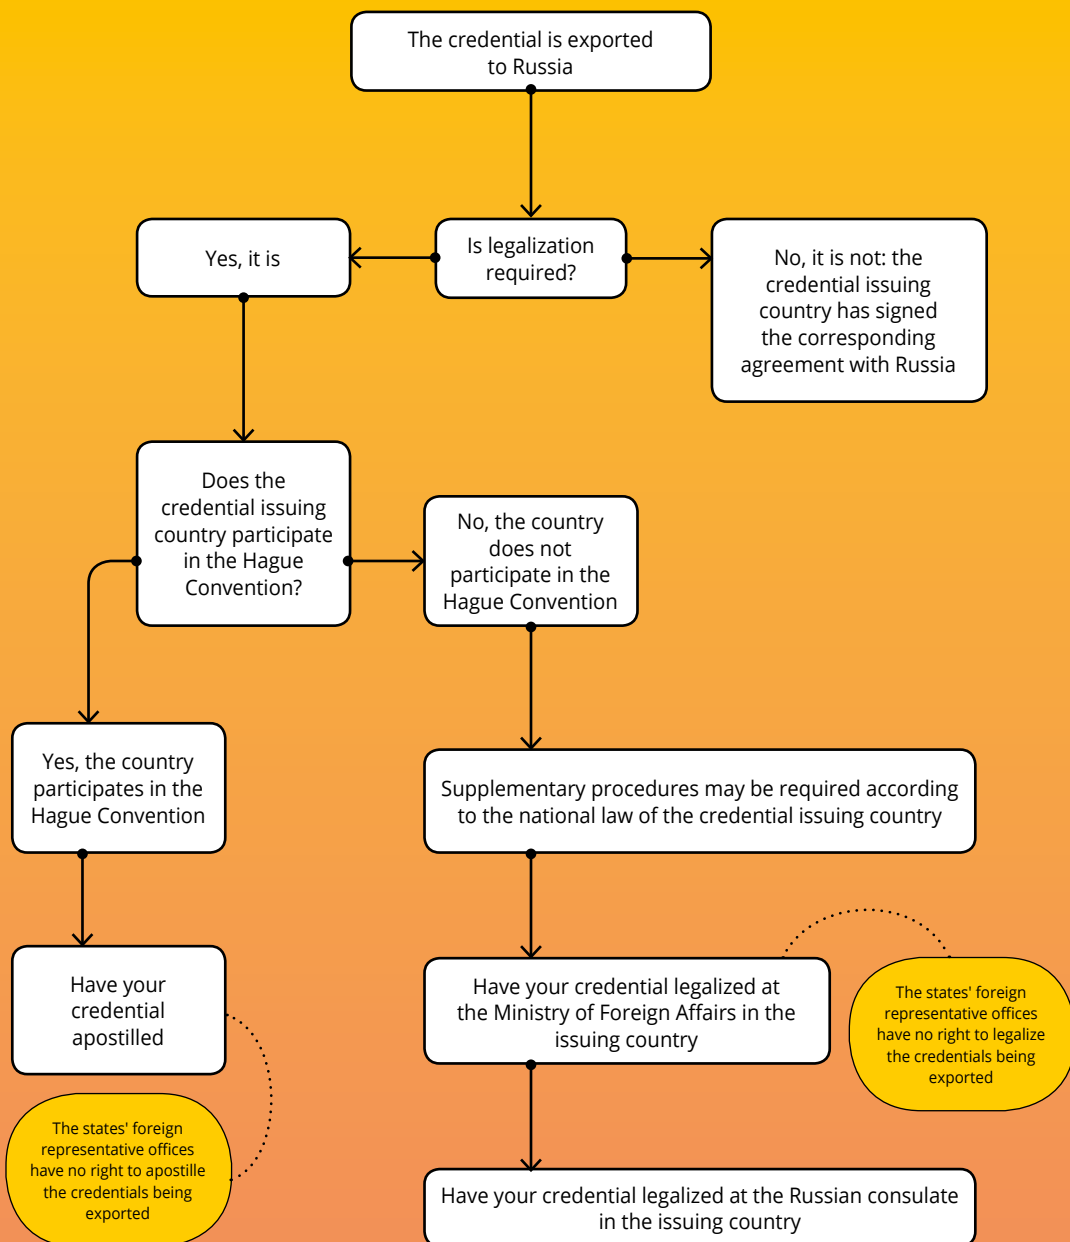 The credential is exported
to Russia
Yes, it is
Is legalization
required?
No, it is not: the
credential issuing
country has signed
the corresponding
agreement with Russia
Does the
credential issuing
country participate
in the Hague
Convention?
No, the country
does not
participate in the
Hague Convention
Yes, the country
participates in the
Hague Convention
Supplementary procedures may be required according
to the national law of the credential issuing country
Have your
credential
apostilled
Have your credential legalized at
the Ministry of Foreign Affairs in the
issuing country
The states' foreign
representative offices
have no right to legalize
the credentials being
exported
The states' foreign
representative offices
have no right to apostille
the credentials being
exported
Have your credential legalized at the Russian consulate
in the issuing country